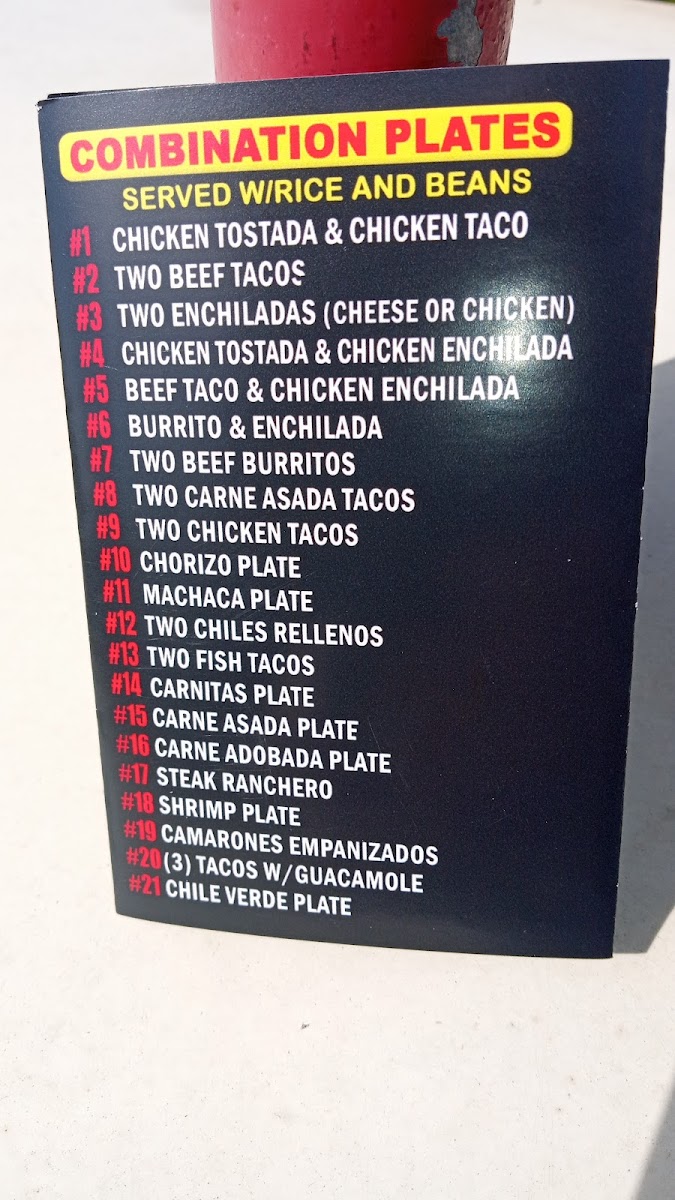 COMBINATION PLATES
SERVED W/RICE AND BEANS
#1 CHICKEN TOSTADA & CHICKEN TACO
#2 TWO BEEF TACOS
#3 TWO ENCHILADAS (CHEESE OR CHICKEN)
#4 CHICKEN TOSTADA & CHICKEN ENCHILADA
#5 BEEF TACO & CHICKEN ENCHILADA
#6 BURRITO & ENCHILADA
#7 TWO BEEF BURRITOS
#8 TWO CARNE ASADA TACOS
#9 TWO CHICKEN TACOS
#10 CHORIZO PLATE
#11 MACHACA PLATE
#12 TWO CHILES RELLENOS
#13 TWO FISH TACOS
#14 CARNITAS PLATE
#15 CARNE ASADA PLATE
#16 CARNE ADOBADA PLATE
#17 STEAK RANCHERO
#18 SHRIMP PLATE
#19 CAMARONES EMPANIZADOS
#20 (3) TACOS W/GUACAMOLE
#21 CHILE VERDE PLATE